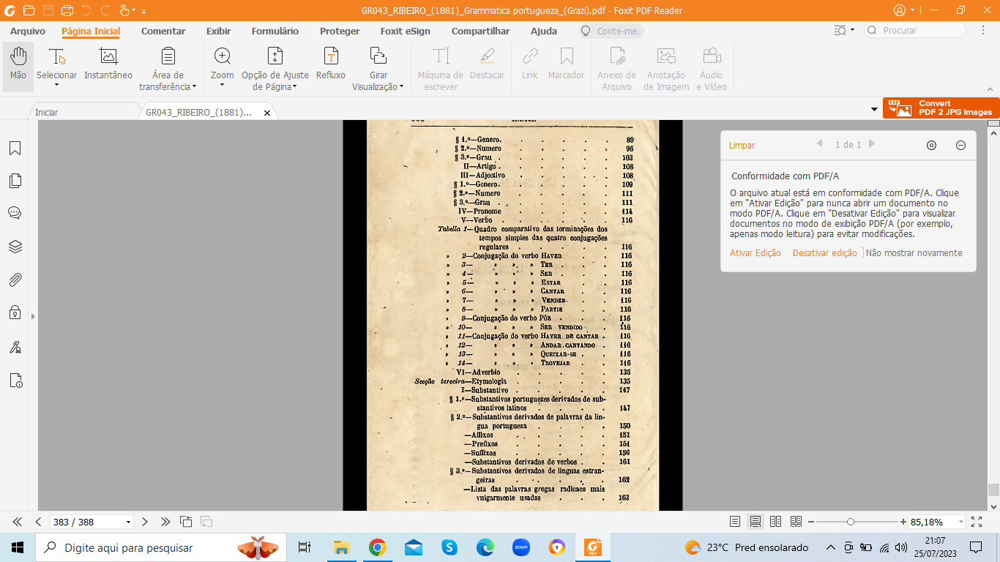 GR043_RIBEIRO_(1881)_Grammatica portugueza_(Grazi).pdf - Foxit PDF Reader
Arquivo Página Inicial Comentar Exibir Formulário Proteger Foxit eSign Compartilhar Ajuda Conte-me. Procurar
Mão Selecionar Instantâneo Área de transferência Zoom Opção de Ajuste de Página Refluxo Girar Visualização Máquina de escrever Destacar Link Marcador Anexo de Arquivo Anotação de Imagem Áudio e Vídeo
Iniciar GR043_RIBEIRO_(1881)...
Convert
PDF 2 JPG Images
§ 1.º—Genero. . . . . . 89
§ 2.º—Numero . . . . . 96
§ 3.º—Grau . . . . . . 103
II—Artigo . . . . . . 108
III—Adjectivo . . . . . 108
§ 1.º—Genero. . . . . . 109
§ 2.º—Numero . . . . . 111
§ 3.º—Grau . . . . . . 111
IV—Pronome . . . . . 114
V—Verbo . . . . . . 116
Tabella 1—Quadro comparativo das terminações dos
tempos simples das quatro conjugações
regulares . . . . . 116
» 2—Conjugação do verbo HAVER . . 116
» 3— » » » TER . . . 116
» 4— » » » SER . . . 116
» 5— » » » ESTAR . . 116
» 6— » » » CANTAR . . 116
» 7— » » » VENDER . . 116
» 8— » » » PARTIR . . 116
» 9—Conjugação do verbo PÔR . . . 116
» 10— » » » SER VENDIDO . 116
» 11—Conjugação do verbo HAVER DE CANTAR . 116
» 12— » » » ANDAR CANTANDO . 116
» 13— » » » QUEIXAR-SE . . 116
» 14— » » » TROVEJAR . . 116
VI—Adverbio . . . . . 135
Secção terceira—Etymologia . . . . . 135
I—Substantivo . . . . . 147
§ 1.º—Substantivos portuguezes derivados de sub-
stantivos latinos . . . . 147
§ 2.º—Substantivos derivados de palavras da lin-
gua portugueza . . . . 150
—Affixos . . . . . 151
—Prefixos . . . . . 151
—Suffixos . . . . . 156
—Substantivos derivados de verbos . . 161
§ 3.º—Substantivos derivados de linguas estran-
geiras . . . . . 162
—Lista das palavras gregas radicaes mais
vulgarmente usadas . . . 163
Limpar 1 de 1
Conformidade com PDF/A
O arquivo atual está em conformidade com PDF/A. Clique
em "Ativar Edição" para nunca abrir um documento no
modo PDF/A. Clique em "Desativar Edição" para visualizar
documentos no modo de exibição PDF/A (por exemplo,
apenas modo leitura) para evitar modificações.
Ativar Edição Desativar edição Não mostrar novamente
383 / 388 85,18%
Digite aqui para pesquisar 23°C Pred ensolarado 21:07
25/07/2023